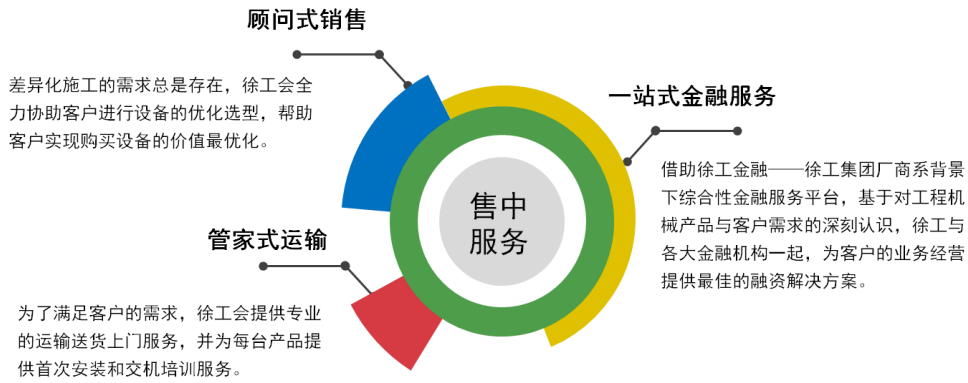 顾问式销售
差异化施工的需求总是存在，徐工会全
力协助客户进行设备的优化选型，帮助
客户实现购买设备的价值最优化。
一站式金融服务
借助徐工金融——徐工集团厂商系背景
下综合性金融服务平台，基于对工程机
械产品与客户需求的深刻认识，徐工与
各大金融机构一起，为客户的业务经营
提供最佳的融资解决方案。
售中
服务
管家式运输
为了满足客户的需求，徐工会提供专业
的运输送货上门服务，并为每台产品提
供首次安装和交机培训服务。